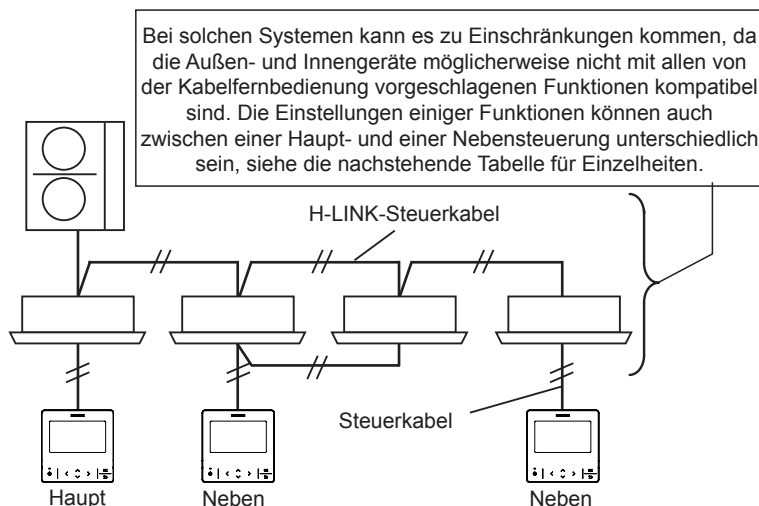 Bei solchen Systemen kann es zu Einschränkungen kommen, da
die Außen- und Innengeräte möglicherweise nicht mit allen von
der Kabelfernbedienung vorgeschlagenen Funktionen kompatibel
sind. Die Einstellungen einiger Funktionen können auch
zwischen einer Haupt- und einer Nebensteuerung unterschiedlich
sein, siehe die nachstehende Tabelle für Einzelheiten.
H-LINK-Steuerkabel
Steuerkabel
Haupt
Neben
Neben